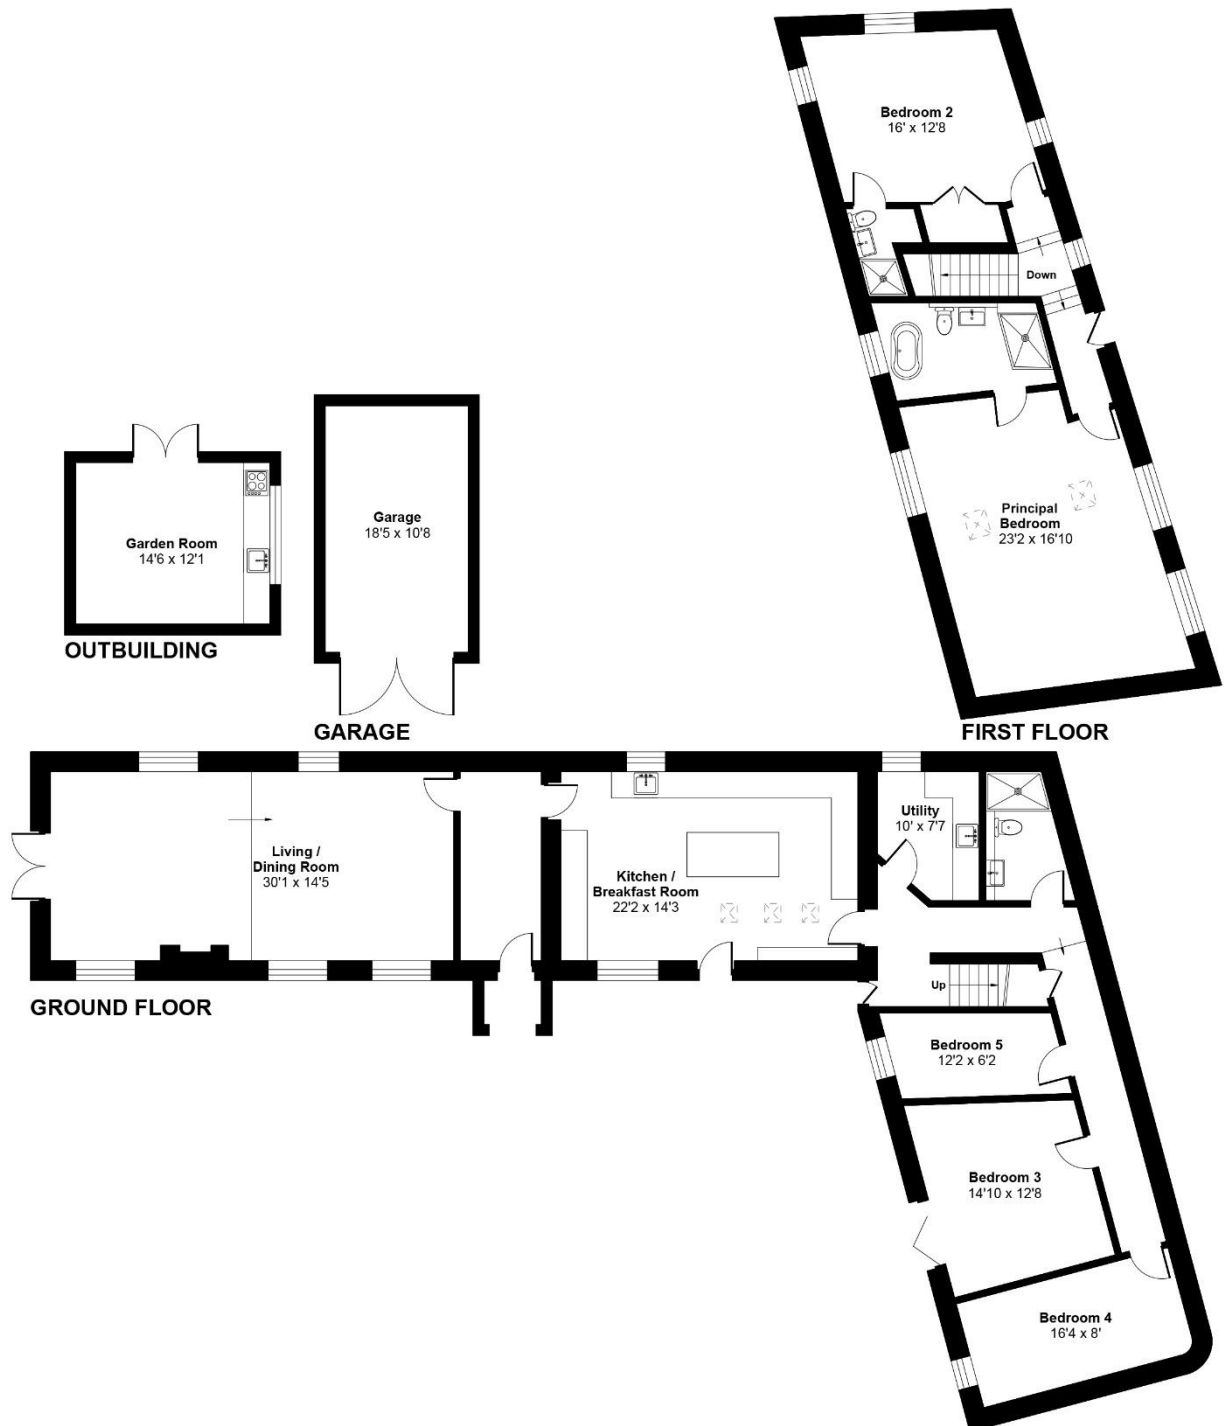 Bedroom 2
16' x 12'8
Down
Principal
Bedroom
23'2 x 16'10
FIRST FLOOR
Garden Room
14'6 x 12'1
OUTBUILDING
Garage
18'5 x 10'8
GARAGE
Living /
Dining Room
30'1 x 14'5
Kitchen /
Breakfast Room
22'2 x 14'3
Utility
10' x 7'7
Up
GROUND FLOOR
Bedroom 5
12'2 x 6'2
Bedroom 3
14'10 x 12'8
Bedroom 4
16'4 x 8'